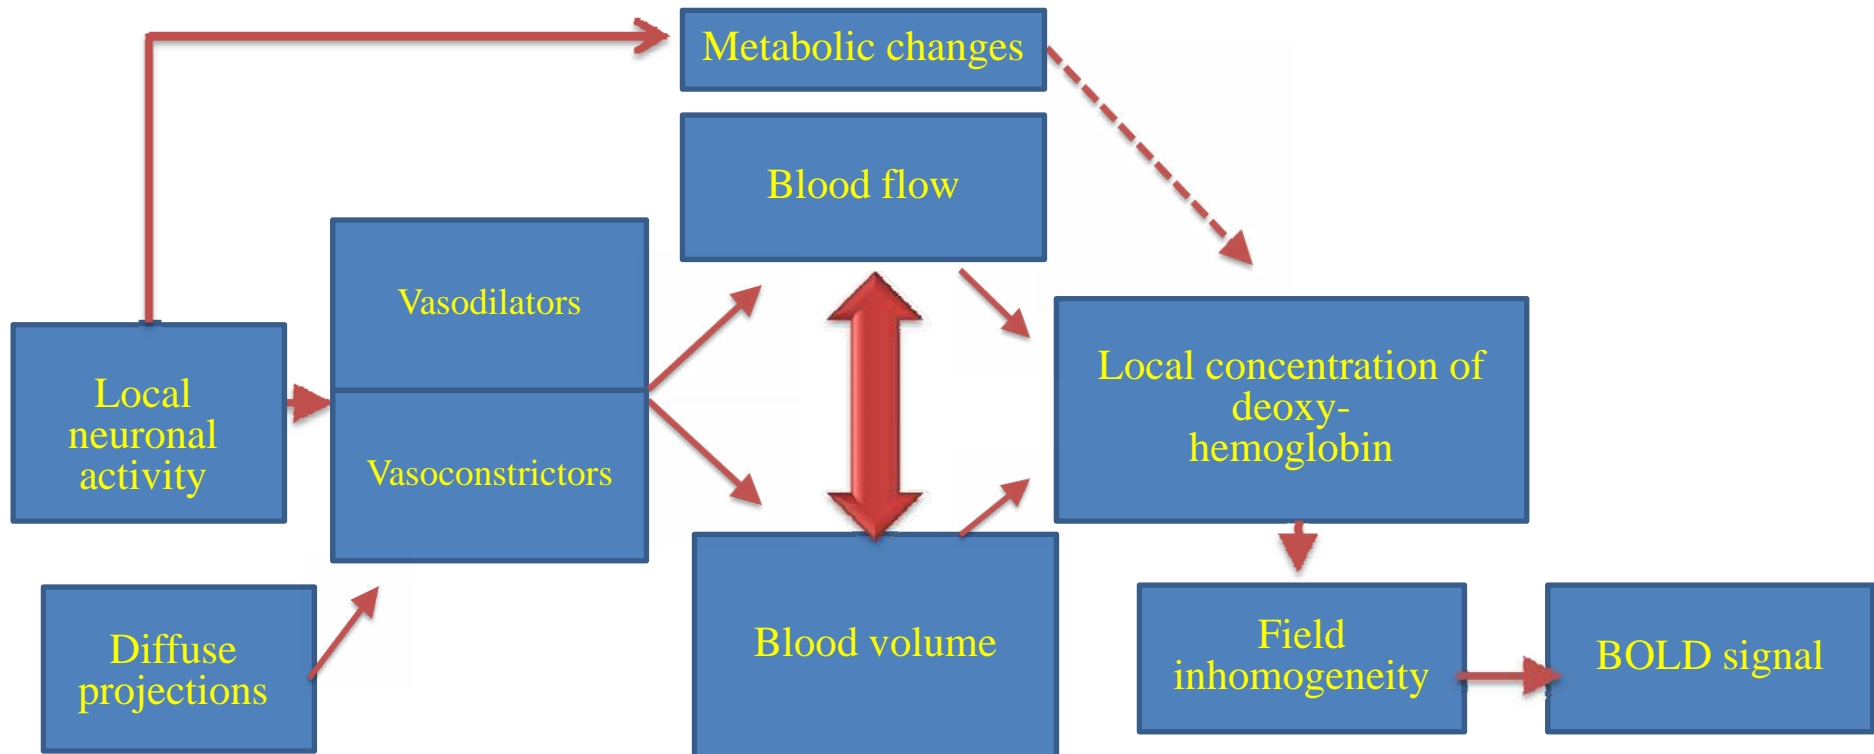 Metabolic changes
Blood flow
Vasodilators
Local
neuronal
activity
Vasoconstrictors
Local concentration of
deoxy-
hemoglobin
Diffuse
projections
Blood volume
Field
inhomogeneity
BOLD signal